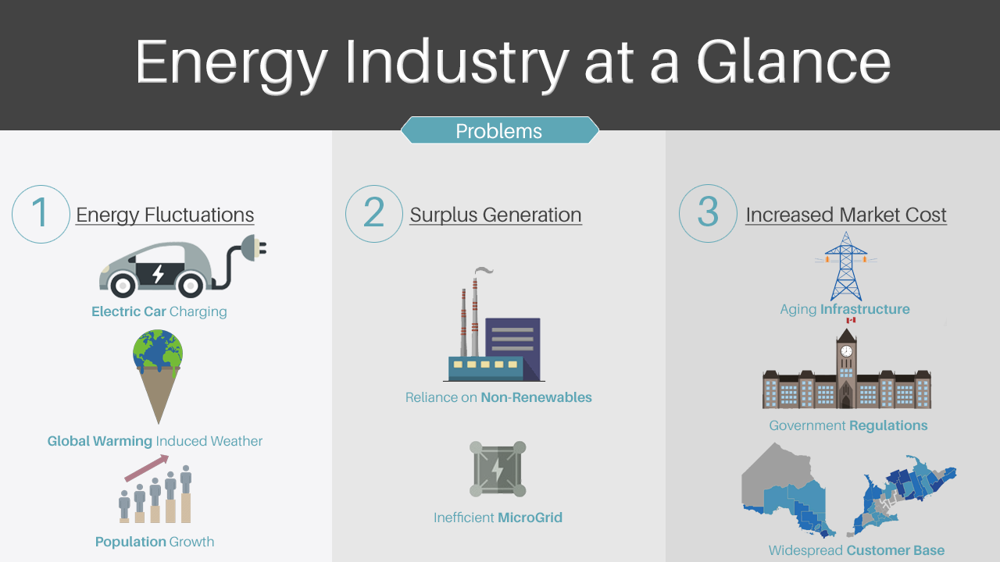 Energy Industry at a Glance
Problems
1 Energy Fluctuations
Electric Car Charging
Global Warming Induced Weather
Population Growth
2 Surplus Generation
Reliance on Non-Renewables
Inefficient MicroGrid
3 Increased Market Cost
Aging Infrastructure
Government Regulations
Widespread Customer Base